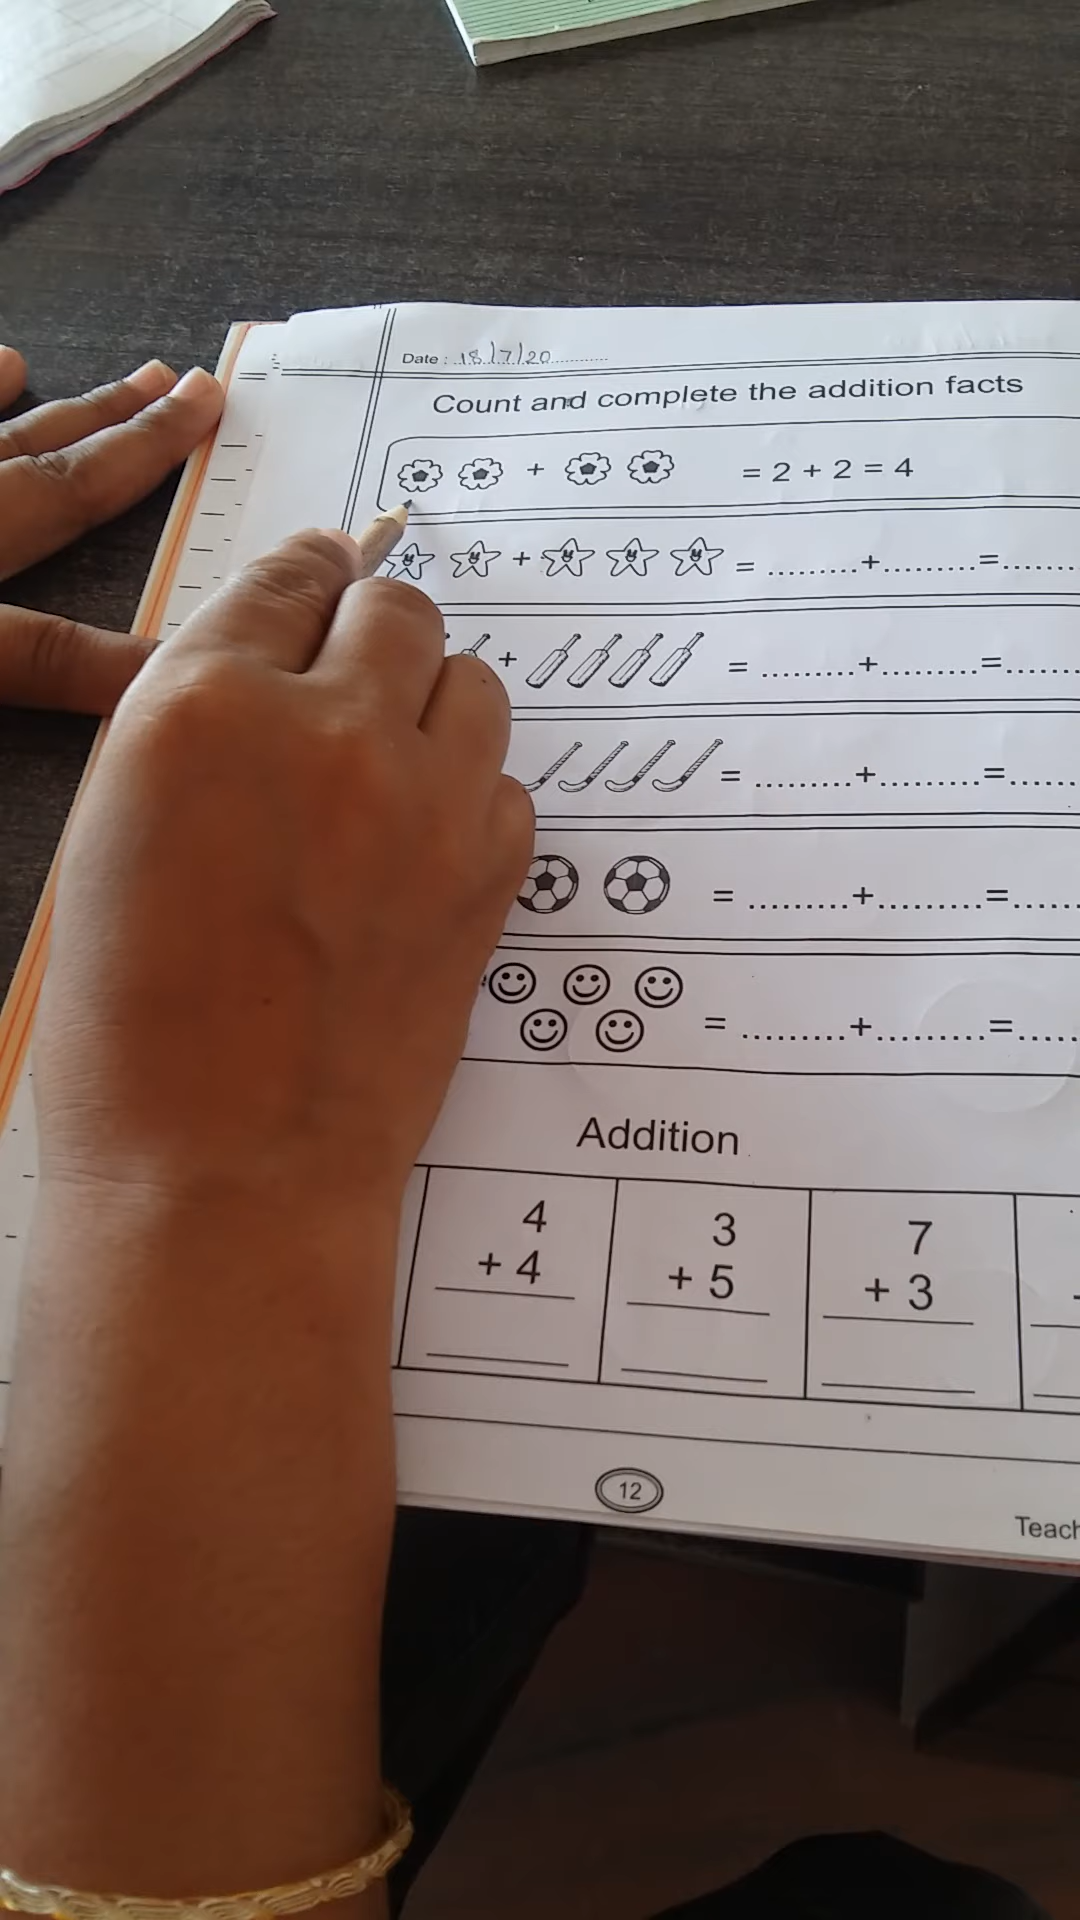 Date : 18/7/20
Count and complete the addition facts
+ = 2 + 2 = 4
+ = .........+.........=.......
+ = .........+.........=.......
= .........+.........=.......
= .........+.........=.....
= .........+.........=.....
Addition
4 3 7
+ 4 + 5 + 3
12
Teach